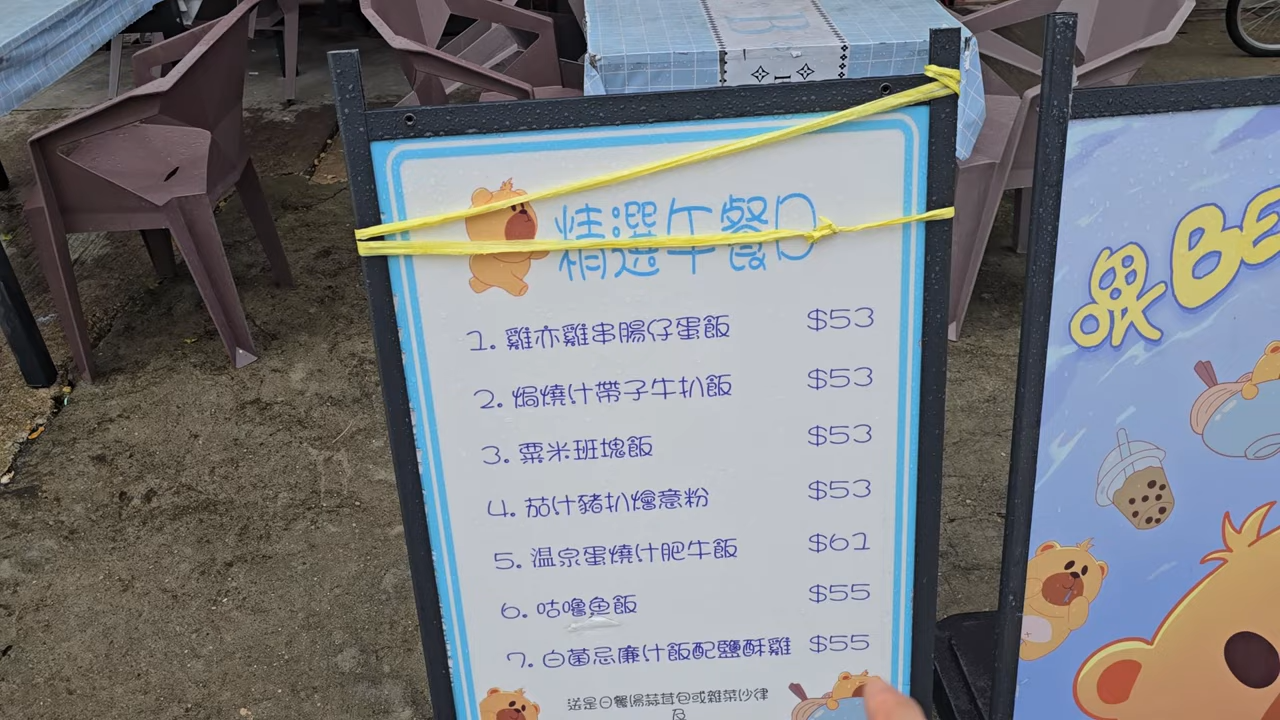 精選午餐D
1. 雞亦雞串腸仔蛋飯 $53
2. 焗燒汁帶子牛扒飯 $53
3. 粟米班塊飯 $53
4. 茄汁豬扒燴意粉 $53
5. 温泉蛋燒汁肥牛飯 $61
6. 咕嚕魚飯 $55
7. 白菌忌廉汁飯配鹽酥雞 $55
送是日餐湯蒜茸包或雜菜沙律
及